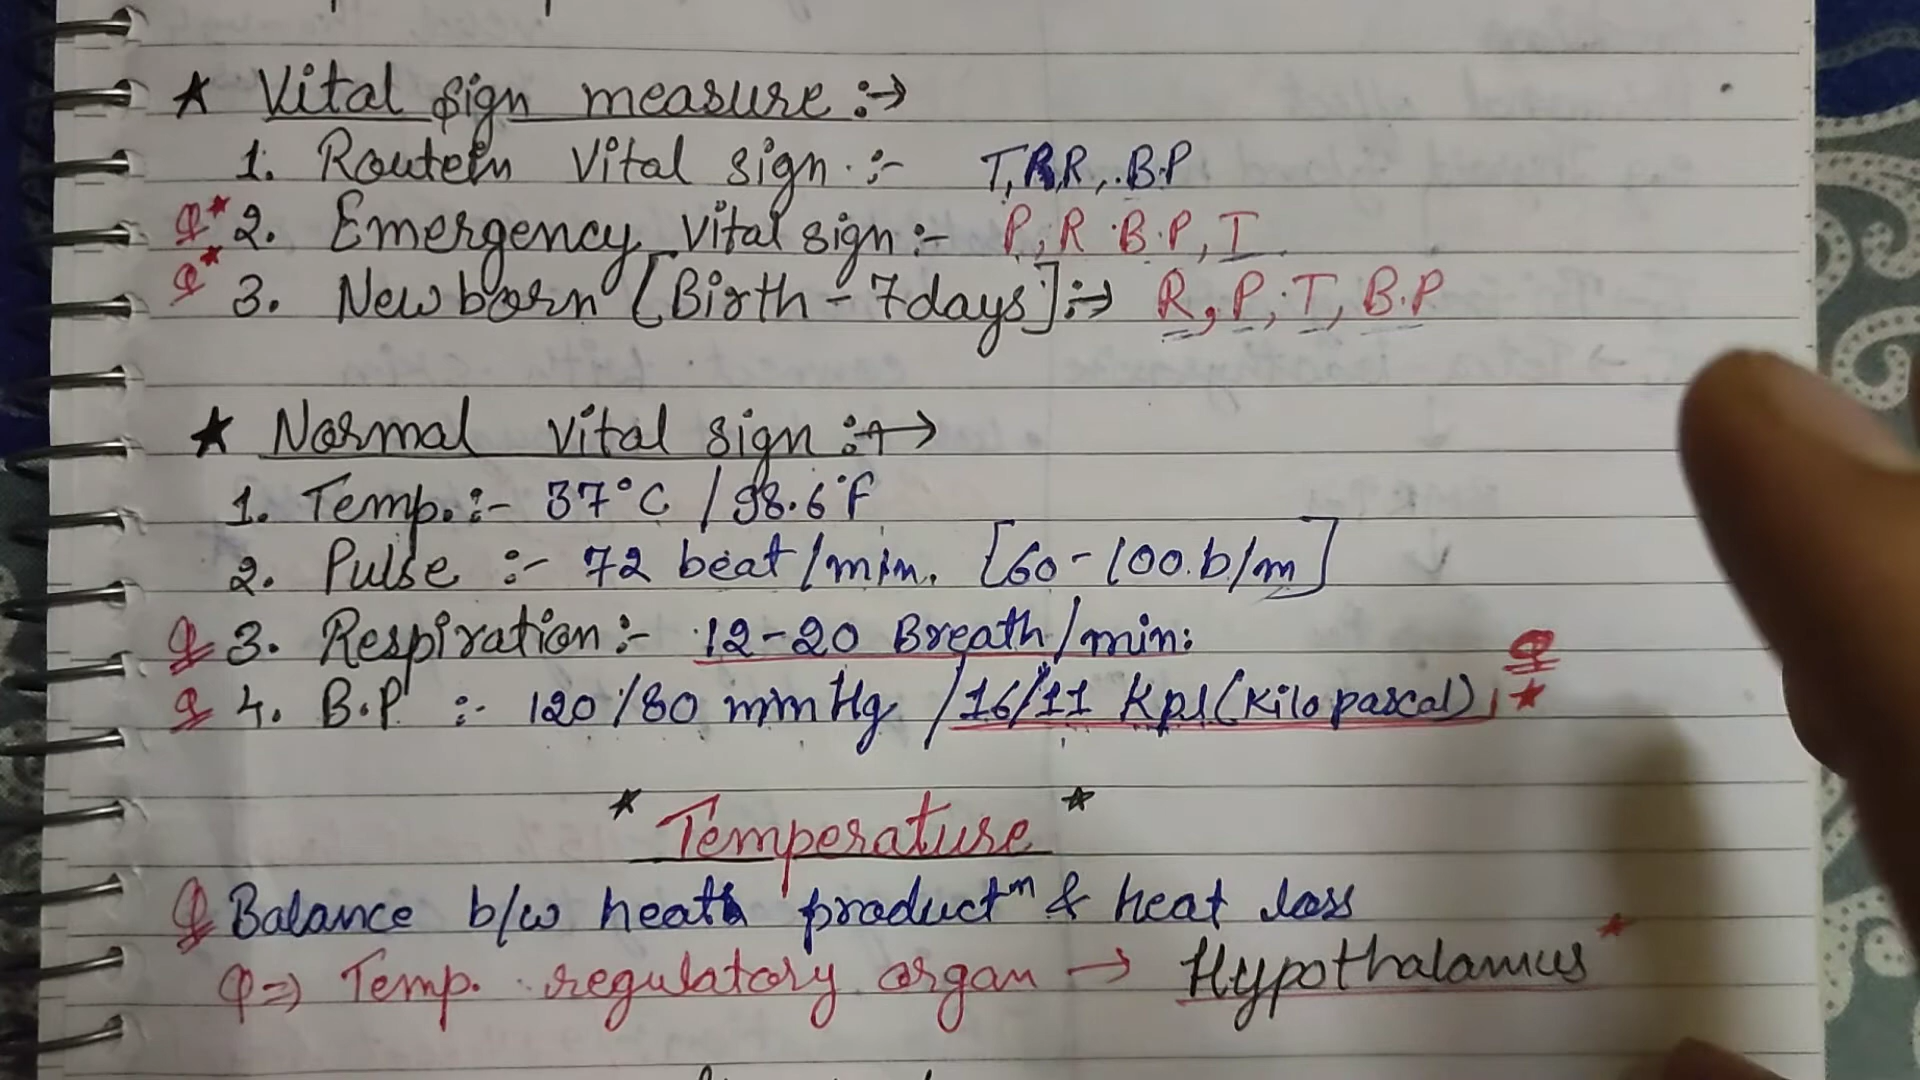 ★ Vital sign measure :→
1. Routein Vital sign :- T, P,R, B.P
Q* 2. Emergency Vital sign :- P, R B.P, T
Q* 3. New born [Birth - 7days] :→ R, P, T, B.P
★ Normal vital sign :→
1. Temp. :- 37°C / 98.6°F
2. Pulse :- 72 beat/min. [60-100.b/m]
Q 3. Respiration :- 12-20 Breath/min.
Q 4. B.P :- 120/80 mmHg / 16/11 Kpl (Kilo pascal) Q ★
* Temperature *
Q Balance b/w heat productn & heat loss
Q⇒ Temp. regulatory organ → Hypothalamus *